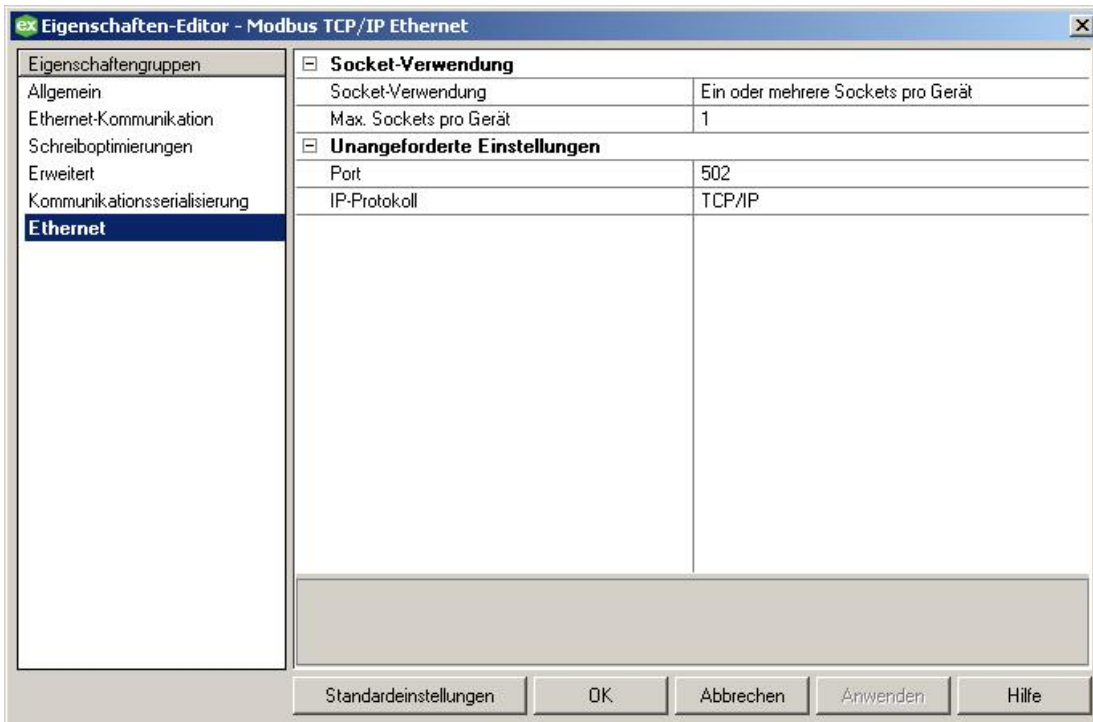 ex Eigenschaften-Editor - Modbus TCP/IP Ethernet
Eigenschaftengruppen
Allgemein
Ethernet-Kommunikation
Schreiboptimierungen
Erweitert
Kommunikationsserialisierung
Ethernet
Socket-Verwendung
Socket-Verwendung Ein oder mehrere Sockets pro Gerät
Max. Sockets pro Gerät 1
Unangeforderte Einstellungen
Port 502
IP-Protokoll TCP/IP
Standardeinstellungen OK Abbrechen Anwenden Hilfe